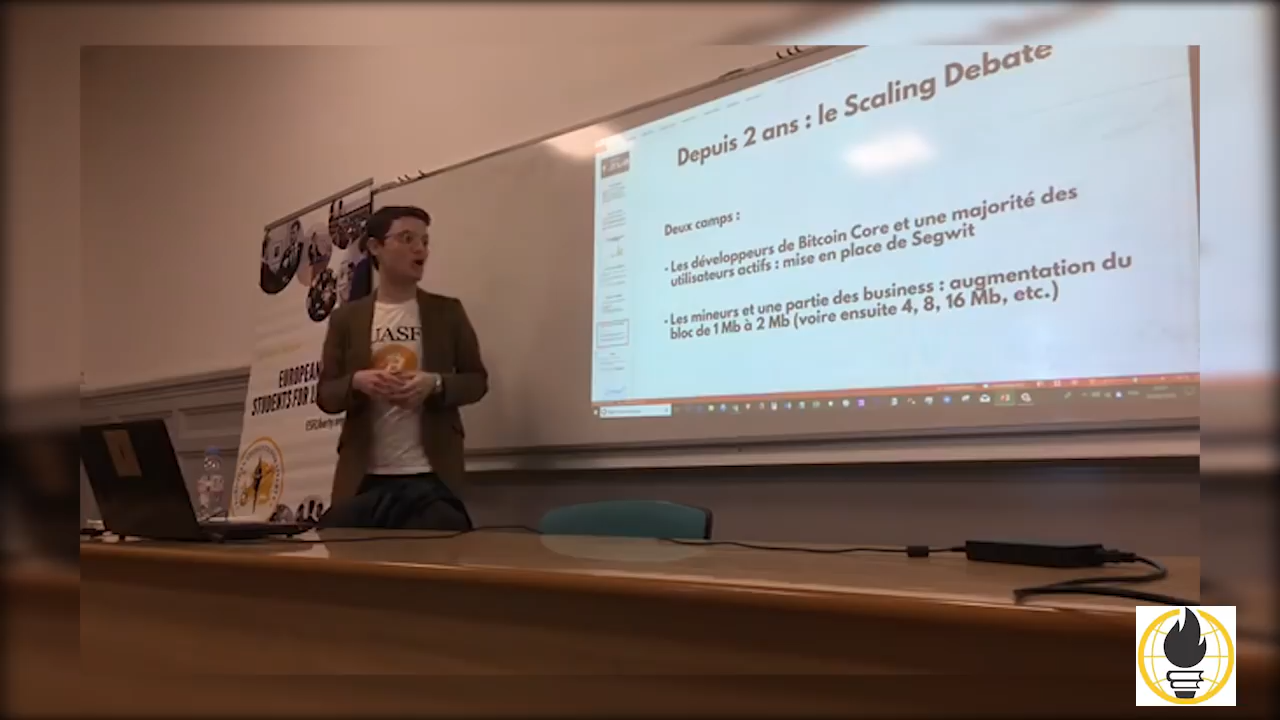 Depuis 2 ans : le Scaling Debate
Deux camps :
- Les développeurs de Bitcoin Core et une majorité des
utilisateurs actifs : mise en place de Segwit
- Les mineurs et une partie des business : augmentation du
bloc de 1 Mb à 2 Mb (voire ensuite 4, 8, 16 Mb, etc.)
UASF
EUROPEAN
STUDENTS FOR L